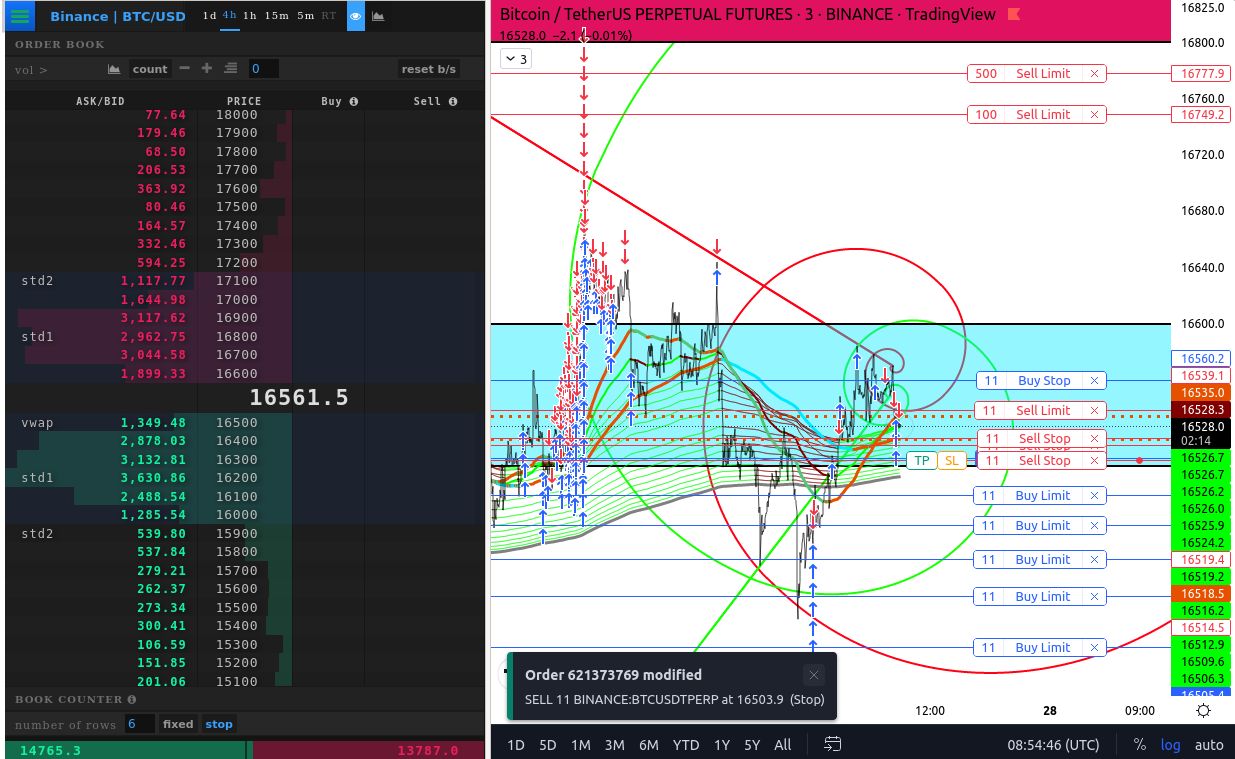 Binance | BTC/USD 1d 4h 1h 15m 5m RT
ORDER BOOK
vol > count 0 reset b/s
ASK/BID PRICE Buy Sell
77.64 18000
179.46 17900
68.50 17800
206.53 17700
363.92 17600
80.46 17500
164.57 17400
332.46 17300
594.25 17200
std2 1,117.77 17100
1,644.98 17000
3,117.62 16900
std1 2,962.75 16800
3,044.58 16700
1,899.33 16600
16561.5
vwap 1,349.48 16500
2,878.03 16400
3,132.81 16300
std1 3,630.86 16200
2,488.54 16100
1,285.54 16000
std2 539.80 15900
537.84 15800
279.21 15700
262.37 15600
273.34 15500
300.41 15400
106.59 15300
151.85 15200
201.06 15100
BOOK COUNTER
number of rows 6 fixed stop
14765.3 13787.0
Bitcoin / TetherUS PERPETUAL FUTURES · 3 · BINANCE · TradingView
16528.0 −2.1 (−0.01%)
3
500 Sell Limit
100 Sell Limit
11 Buy Stop
11 Sell Limit
11 Sell Stop
Sell Stop
TP SL 11 Sell Stop
11 Buy Limit
11 Buy Limit
11 Buy Limit
11 Buy Limit
11 Buy Limit
16825.0
16800.0
16777.9
16760.0
16749.2
16720.0
16680.0
16640.0
16600.0
16560.2
16539.1
16535.0
16528.3
16528.0
02:14
16526.7
16526.7
16526.2
16526.0
16525.9
16524.2
16519.4
16519.2
16518.5
16516.2
16514.5
16512.9
16509.6
16506.3
16505.4
Order 621373769 modified
SELL 11 BINANCE:BTCUSDTPERP at 16503.9 (Stop)
12:00 28 09:00
1D 5D 1M 3M 6M YTD 1Y 5Y All 08:54:46 (UTC) % log auto